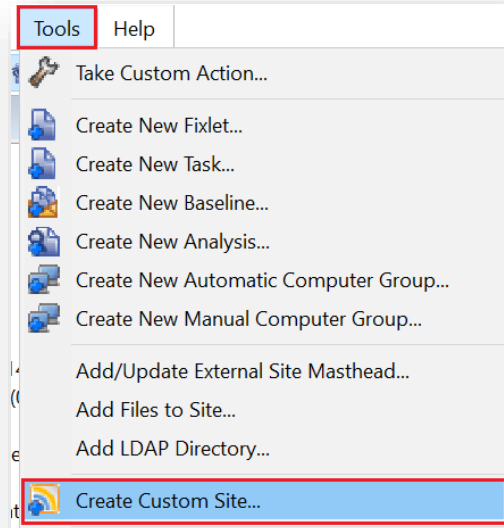 Tools Help
Take Custom Action...
Create New Fixlet...
Create New Task...
Create New Baseline...
Create New Analysis...
Create New Automatic Computer Group...
Create New Manual Computer Group...
Add/Update External Site Masthead...
Add Files to Site...
Add LDAP Directory...
Create Custom Site...